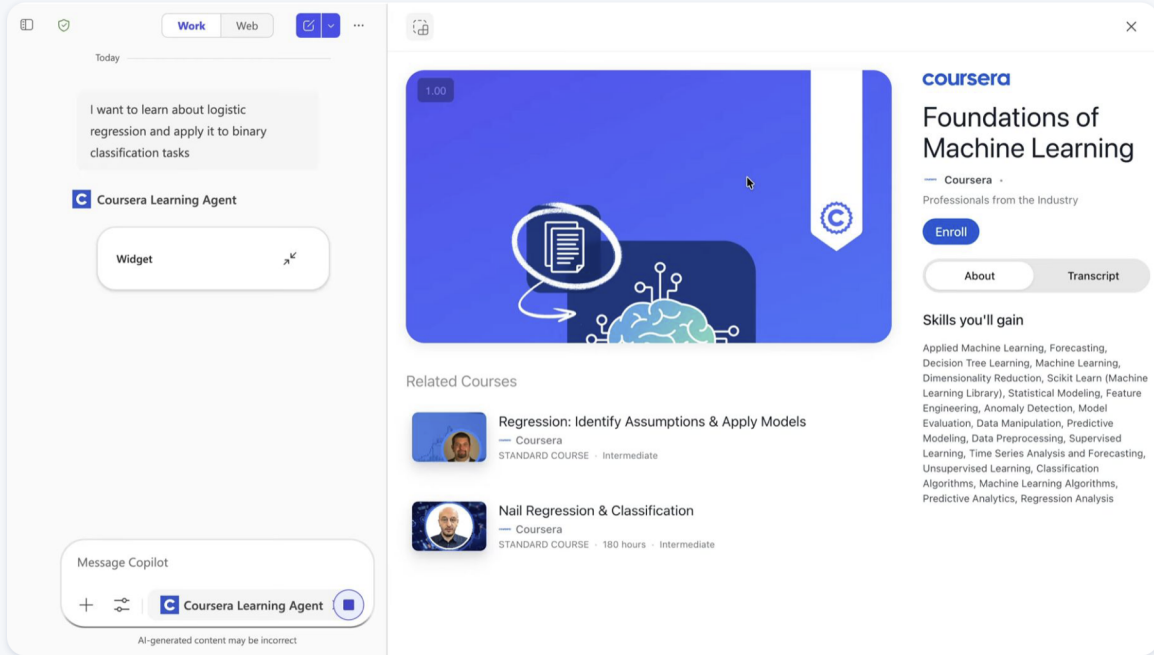 Work
Web
Today
I want to learn about logistic
regression and apply it to binary
classification tasks
C Coursera Learning Agent
Widget
Message Copilot
C Coursera Learning Agent
AI-generated content may be incorrect
1.00
C
Related Courses
Regression: Identify Assumptions & Apply Models
Coursera
STANDARD COURSE · Intermediate
Nail Regression & Classification
Coursera
STANDARD COURSE · 180 hours · Intermediate
coursera
Foundations of
Machine Learning
Coursera ·
Professionals from the Industry
Enroll
About
Transcript
Skills you'll gain
Applied Machine Learning, Forecasting,
Decision Tree Learning, Machine Learning,
Dimensionality Reduction, Scikit Learn (Machine
Learning Library), Statistical Modeling, Feature
Engineering, Anomaly Detection, Model
Evaluation, Data Manipulation, Predictive
Modeling, Data Preprocessing, Supervised
Learning, Time Series Analysis and Forecasting,
Unsupervised Learning, Classification
Algorithms, Machine Learning Algorithms,
Predictive Analytics, Regression Analysis